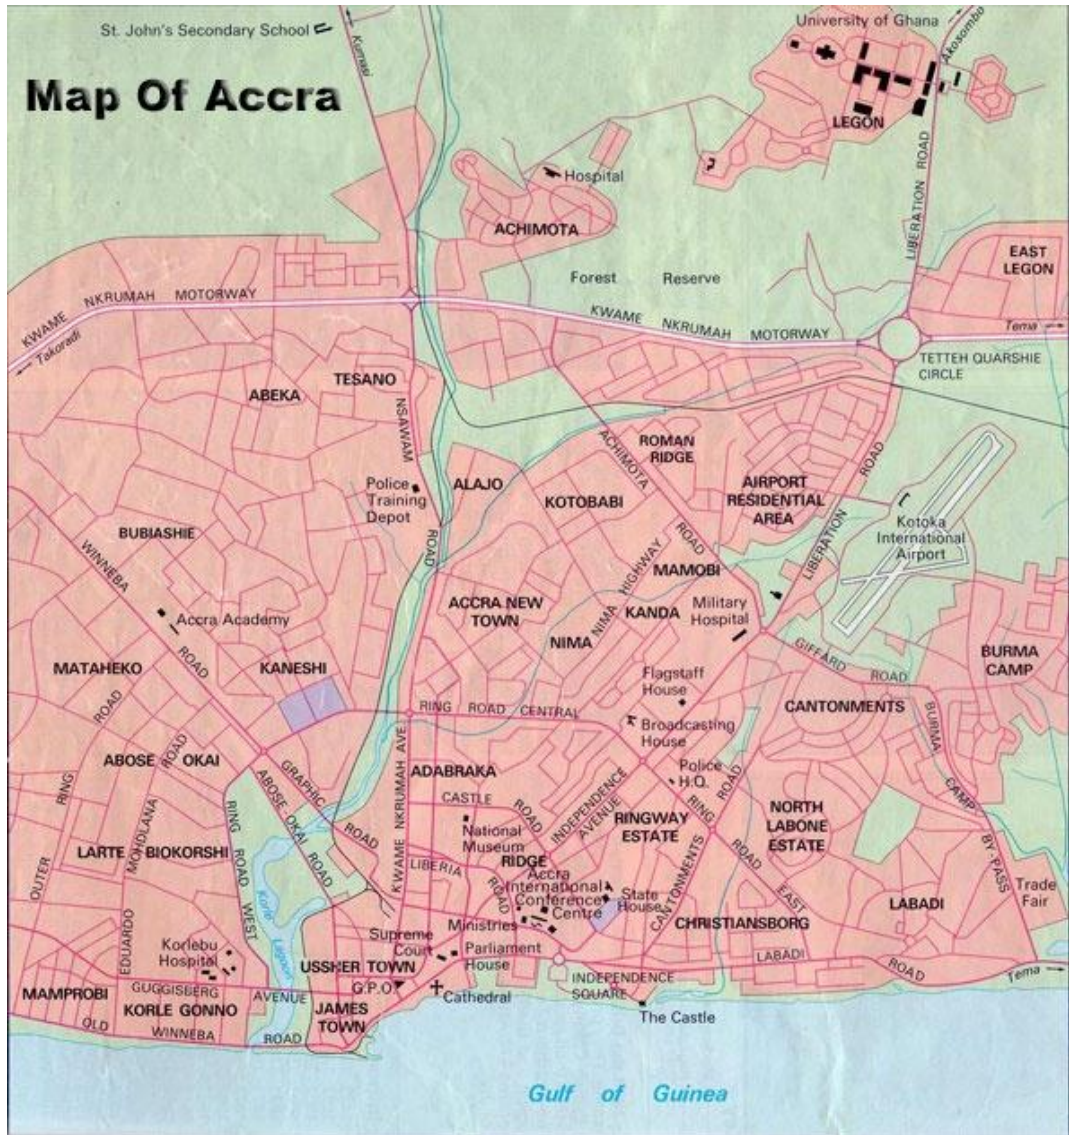 St. John's Secondary School
University of Ghana
Akosombo
Kumasi
Map Of Accra
LEGON
LIBERATION ROAD
Hospital
ACHIMOTA
EAST
LEGON
Forest Reserve
KWAME NKRUMAH MOTORWAY
Takoradi
KWAME NKRUMAH MOTORWAY
Tema
TETTEH QUARSHIE
CIRCLE
TESANO
ABEKA
NSAWAM
ROAD
ACHIMOTA
ROAD
ROMAN
RIDGE
ROAD
LIBERATION
Police
Training
Depot
ALAJO
KOTOBABI
AIRPORT
RESIDENTIAL
AREA
Kotoka
International
Airport
BUBIASHIE
WINNEBA
ROAD
MAMOBI
NIMA HIGHWAY
ACCRA NEW
TOWN
KANDA
Military
Hospital
Accra Academy
NIMA
GIFFARD
ROAD
BURMA
CAMP
MATAHEKO
KANESHI
Flagstaff
House
ROAD
RING ROAD CENTRAL
CANTONMENTS
BURMA
CAMP
BY-PASS
Broadcasting
House
ABOSE OKAI
ROAD
ADABRAKA
Police
H.Q.
ROAD
RING
GRAPHIC
ROAD
ABOSE OKAI ROAD
KWAME NKRUMAH AVE
CASTLE
ROAD
INDEPENDENCE
AVENUE
RING
ROAD
EAST
NORTH
LABONE
ESTATE
MOHDLANA
RING
ROAD
WEST
National
Museum
RINGWAY
ESTATE
LARTE BIOKORSHI
LIBERIA
ROAD
RIDGE
Accra
International
Conference
Centre
CANTONMENTS
OUTER
Korle
Lagoon
State
House
Trade
Fair
LABADI
EDUARDO
Ministries
CHRISTIANSBORG
Korlebu
Hospital
Supreme
Court
Parliament
House
LABADI
ROAD
USSHER TOWN
INDEPENDENCE
SQUARE
Tema
MAMPROBI
GUGGISBERG
AVENUE
G.P.O.
Cathedral
KORLE GONNO
JAMES
TOWN
The Castle
OLD
WINNEBA
ROAD
Gulf of Guinea